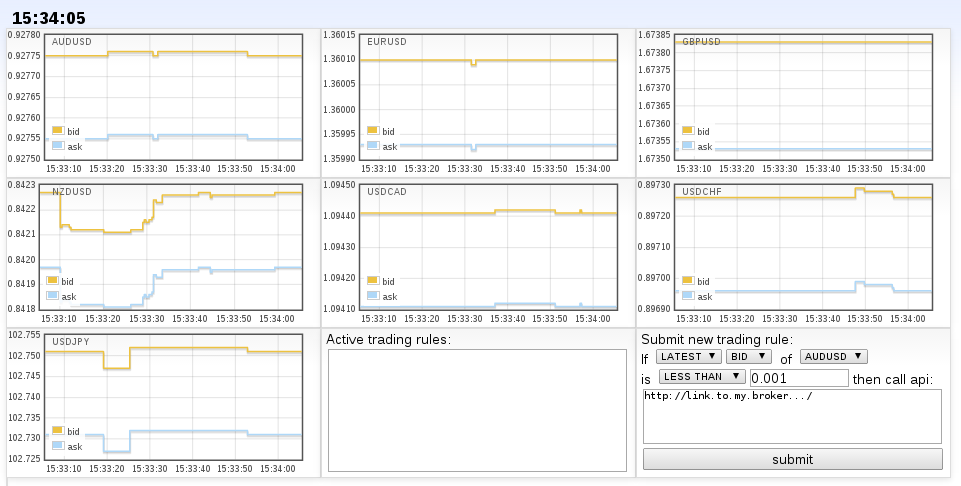 15:34:05
AUDUSD
0.92780
0.92775
0.92770
0.92765
0.92760
0.92755
0.92750
bid
ask
15:33:10 15:33:20 15:33:30 15:33:40 15:33:50 15:34:00
EURUSD
1.36015
1.36010
1.36005
1.36000
1.35995
1.35990
bid
ask
15:33:10 15:33:20 15:33:30 15:33:40 15:33:50 15:34:00
GBPUSD
1.67385
1.67380
1.67375
1.67370
1.67365
1.67360
1.67355
1.67350
bid
ask
15:33:10 15:33:20 15:33:30 15:33:40 15:33:50 15:34:00
NZDUSD
0.8423
0.8422
0.8421
0.8420
0.8419
0.8418
bid
ask
15:33:10 15:33:20 15:33:30 15:33:40 15:33:50 15:34:00
USDCAD
1.09450
1.09440
1.09430
1.09420
1.09410
bid
ask
15:33:10 15:33:20 15:33:30 15:33:40 15:33:50 15:34:00
USDCHF
0.89730
0.89720
0.89710
0.89700
0.89690
bid
ask
15:33:10 15:33:20 15:33:30 15:33:40 15:33:50 15:34:00
USDJPY
102.755
102.750
102.745
102.740
102.735
102.730
102.725
bid
ask
15:33:10 15:33:20 15:33:30 15:33:40 15:33:50 15:34:00
Active trading rules:
Submit new trading rule:
If LATEST BID of AUDUSD
is LESS THAN 0.001 then call api:
http://link.to.my.broker.../
submit